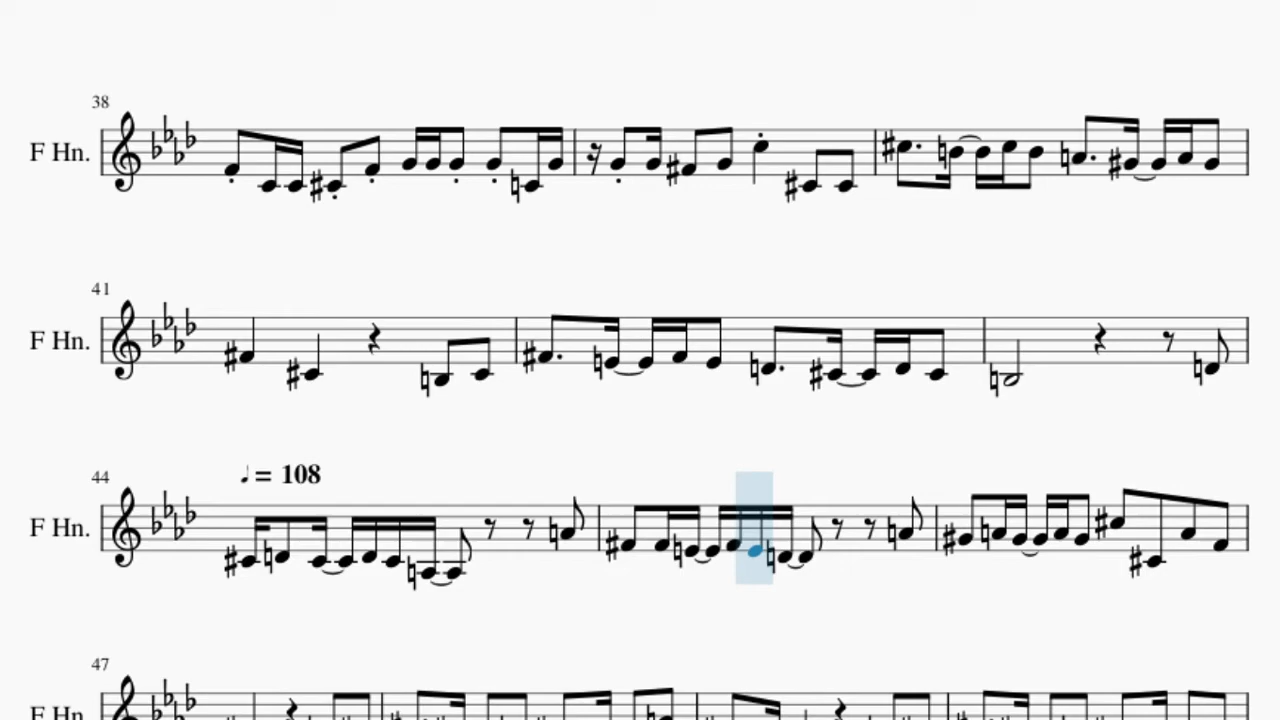 38
F Hn.
41
F Hn.
44
♩ = 108
F Hn.
47
F Hn.